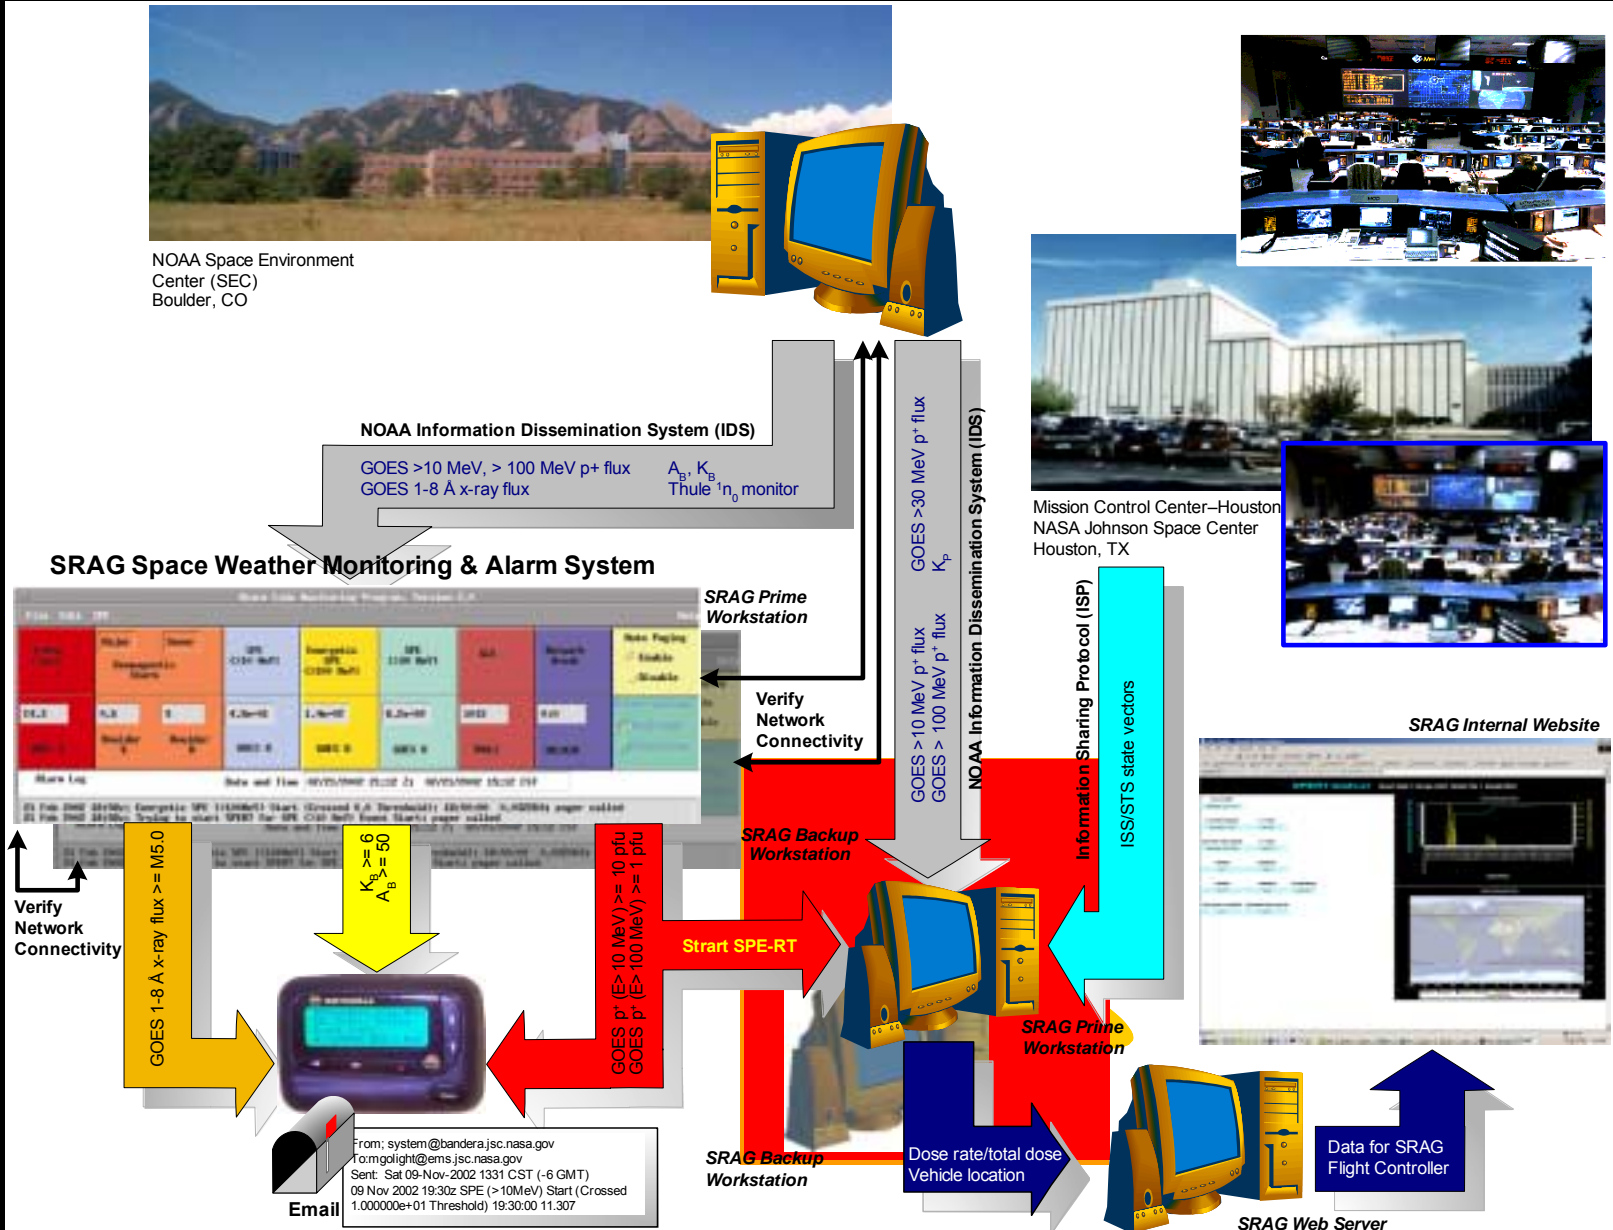 NOAA Space Environment
Center (SEC)
Boulder, CO
Mission Control Center–Houston
NASA Johnson Space Center
Houston, TX
NOAA Information Dissemination System (IDS)
GOES >10 MeV, > 100 MeV p+ flux
GOES 1-8 Å x-ray flux
A_B, K_B
Thule ¹n₀ monitor
GOES >30 MeV p⁺ flux
K_P
GOES > 10 MeV p⁺ flux
GOES > 100 MeV p⁺ flux
NOAA Information Dissemination System (IDS)
Information Sharing Protocol (ISP)
ISS/STS state vectors
SRAG Space Weather Monitoring & Alarm System
SRAG Prime
Workstation
Verify
Network
Connectivity
SRAG Internal Website
SRAG Backup
Workstation
Verify
Network
Connectivity
GOES 1-8 Å x-ray flux >= M5.0
K_B >= 6
A_B >= 50
GOES p⁺ (E>10 MeV) >= 10 pfu
GOES p⁺ (E>100 MeV) >= 1 pfu
Strart SPE-RT
SRAG Prime
Workstation
SRAG Backup
Workstation
Dose rate/total dose
Vehicle location
Data for SRAG
Flight Controller
SRAG Web Server
Email
From; system@bandera.jsc.nasa.gov
To:mgolight@ems.jsc.nasa.gov
Sent: Sat 09-Nov-2002 1331 CST (-6 GMT)
09 Nov 2002 19:30z SPE (>10MeV) Start (Crossed
1.000000e+01 Threshold) 19:30:00 11.307